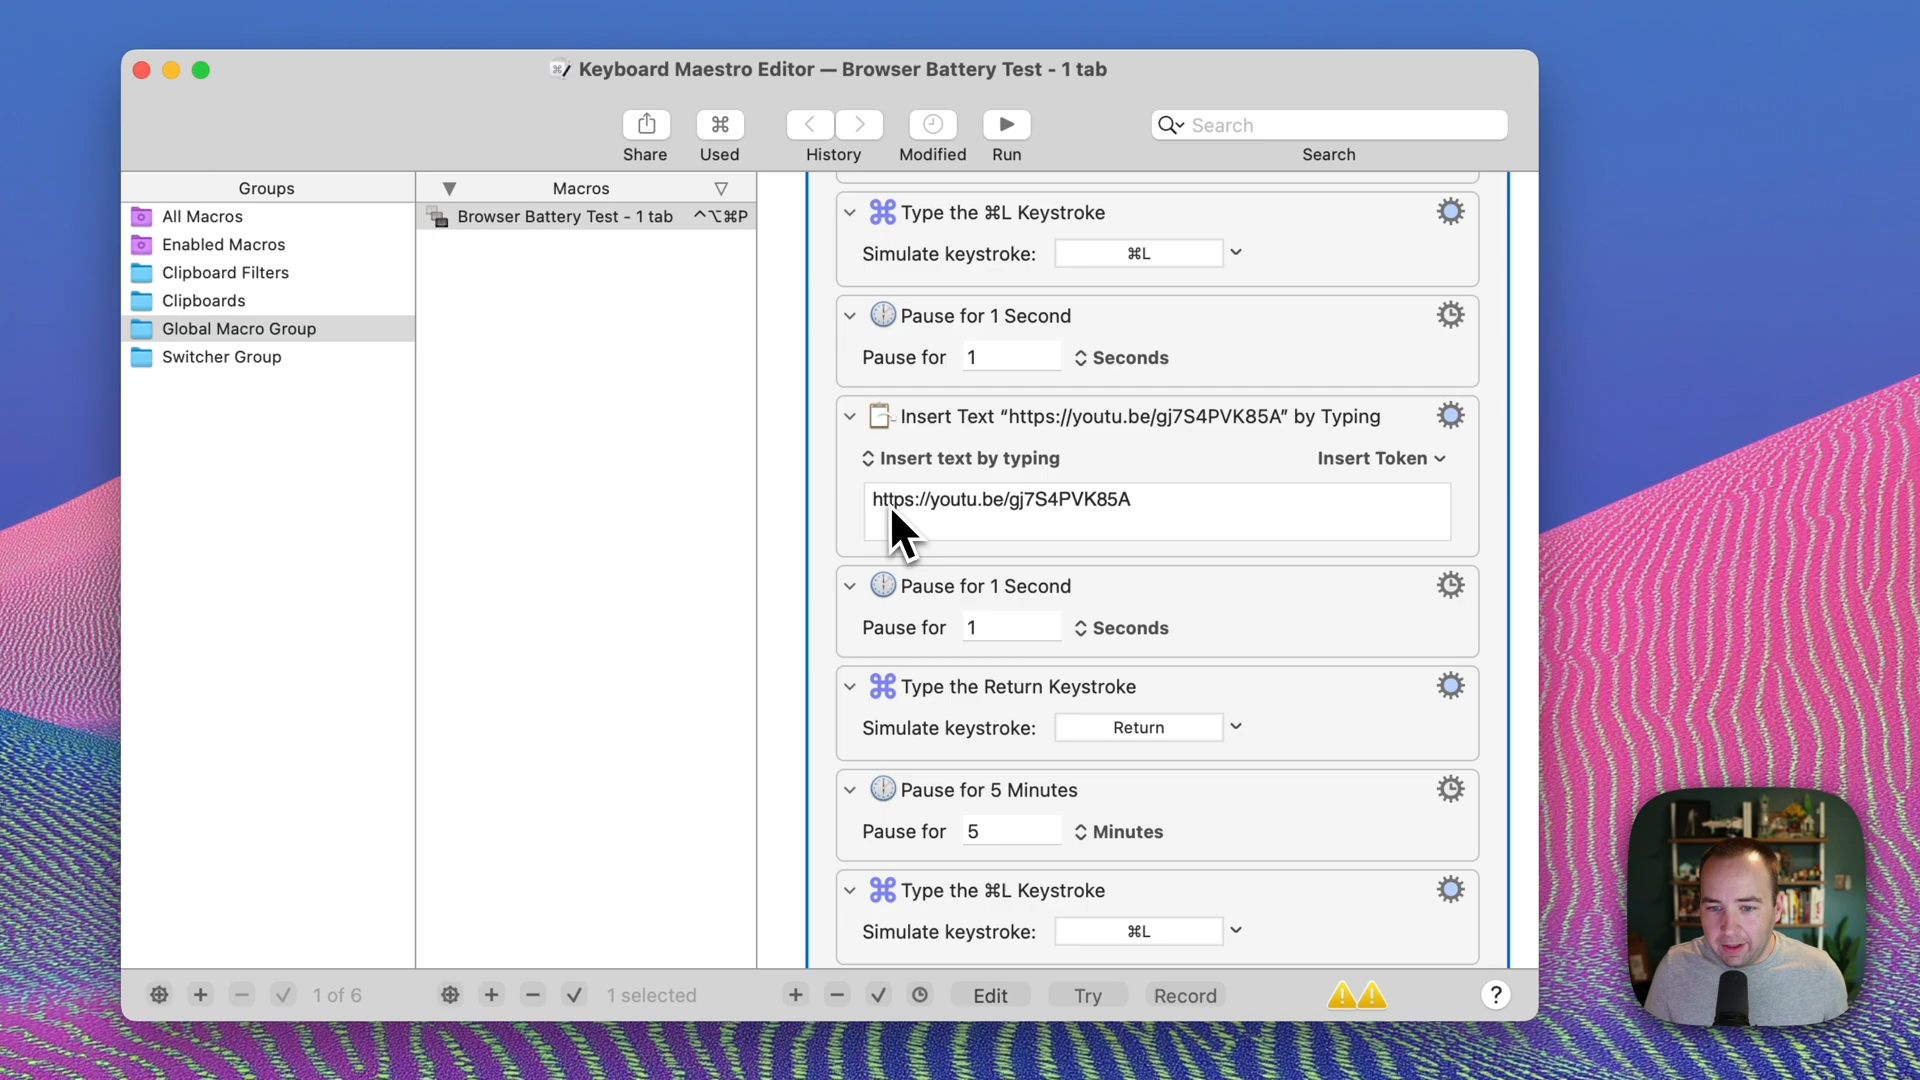 Keyboard Maestro Editor — Browser Battery Test - 1 tab
Share
Used
History
Modified
Run
Search
Search
Groups
All Macros
Enabled Macros
Clipboard Filters
Clipboards
Global Macro Group
Switcher Group
1 of 6
Macros
Browser Battery Test - 1 tab ⌃⌥⌘P
1 selected
Type the ⌘L Keystroke
Simulate keystroke: ⌘L
Pause for 1 Second
Pause for 1 Seconds
Insert Text “https://youtu.be/gj7S4PVK85A” by Typing
Insert text by typing Insert Token
https://youtu.be/gj7S4PVK85A
Pause for 1 Second
Pause for 1 Seconds
Type the Return Keystroke
Simulate keystroke: Return
Pause for 5 Minutes
Pause for 5 Minutes
Type the ⌘L Keystroke
Simulate keystroke: ⌘L
Edit Try Record ?